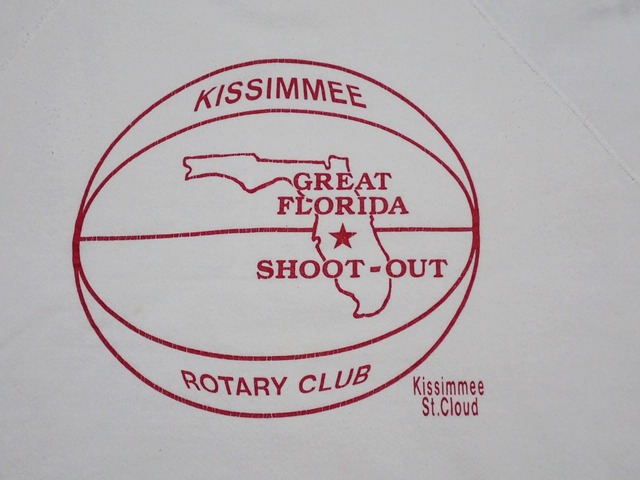 KISSIMMEE
GREAT
FLORIDA
SHOOT-OUT
ROTARY CLUB
Kissimmee
St.Cloud